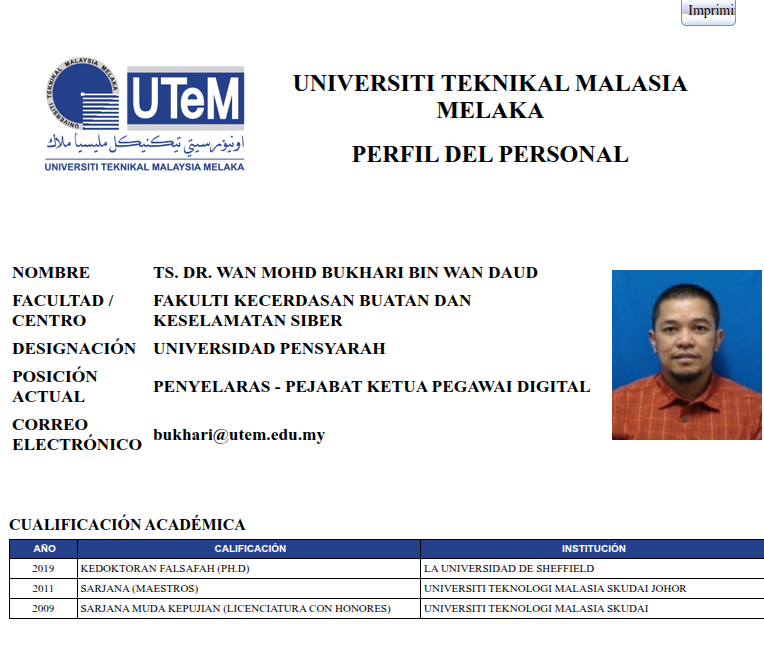 Imprimi
UNIVERSITI TEKNIKAL MALAYSIA MELAKA
UTeM
اونيۏرسيتي تيكنيكل مليسيا ملاك
UNIVERSITI TEKNIKAL MALAYSIA MELAKA
UNIVERSITI TEKNIKAL MALASIA
MELAKA
PERFIL DEL PERSONAL
NOMBRE TS. DR. WAN MOHD BUKHARI BIN WAN DAUD
FACULTAD / CENTRO FAKULTI KECERDASAN BUATAN DAN KESELAMATAN SIBER
DESIGNACIÓN UNIVERSIDAD PENSYARAH
POSICIÓN ACTUAL PENYELARAS - PEJABAT KETUA PEGAWAI DIGITAL
CORREO ELECTRÓNICO bukhari@utem.edu.my
CUALIFICACIÓN ACADÉMICA
AÑO CALIFICACIÓN INSTITUCIÓN
2019 KEDOKTORAN FALSAFAH (PH.D) LA UNIVERSIDAD DE SHEFFIELD
2011 SARJANA (MAESTROS) UNIVERSITI TEKNOLOGI MALASIA SKUDAI JOHOR
2009 SARJANA MUDA KEPUJIAN (LICENCIATURA CON HONORES) UNIVERSITI TEKNOLOGI MALASIA SKUDAI